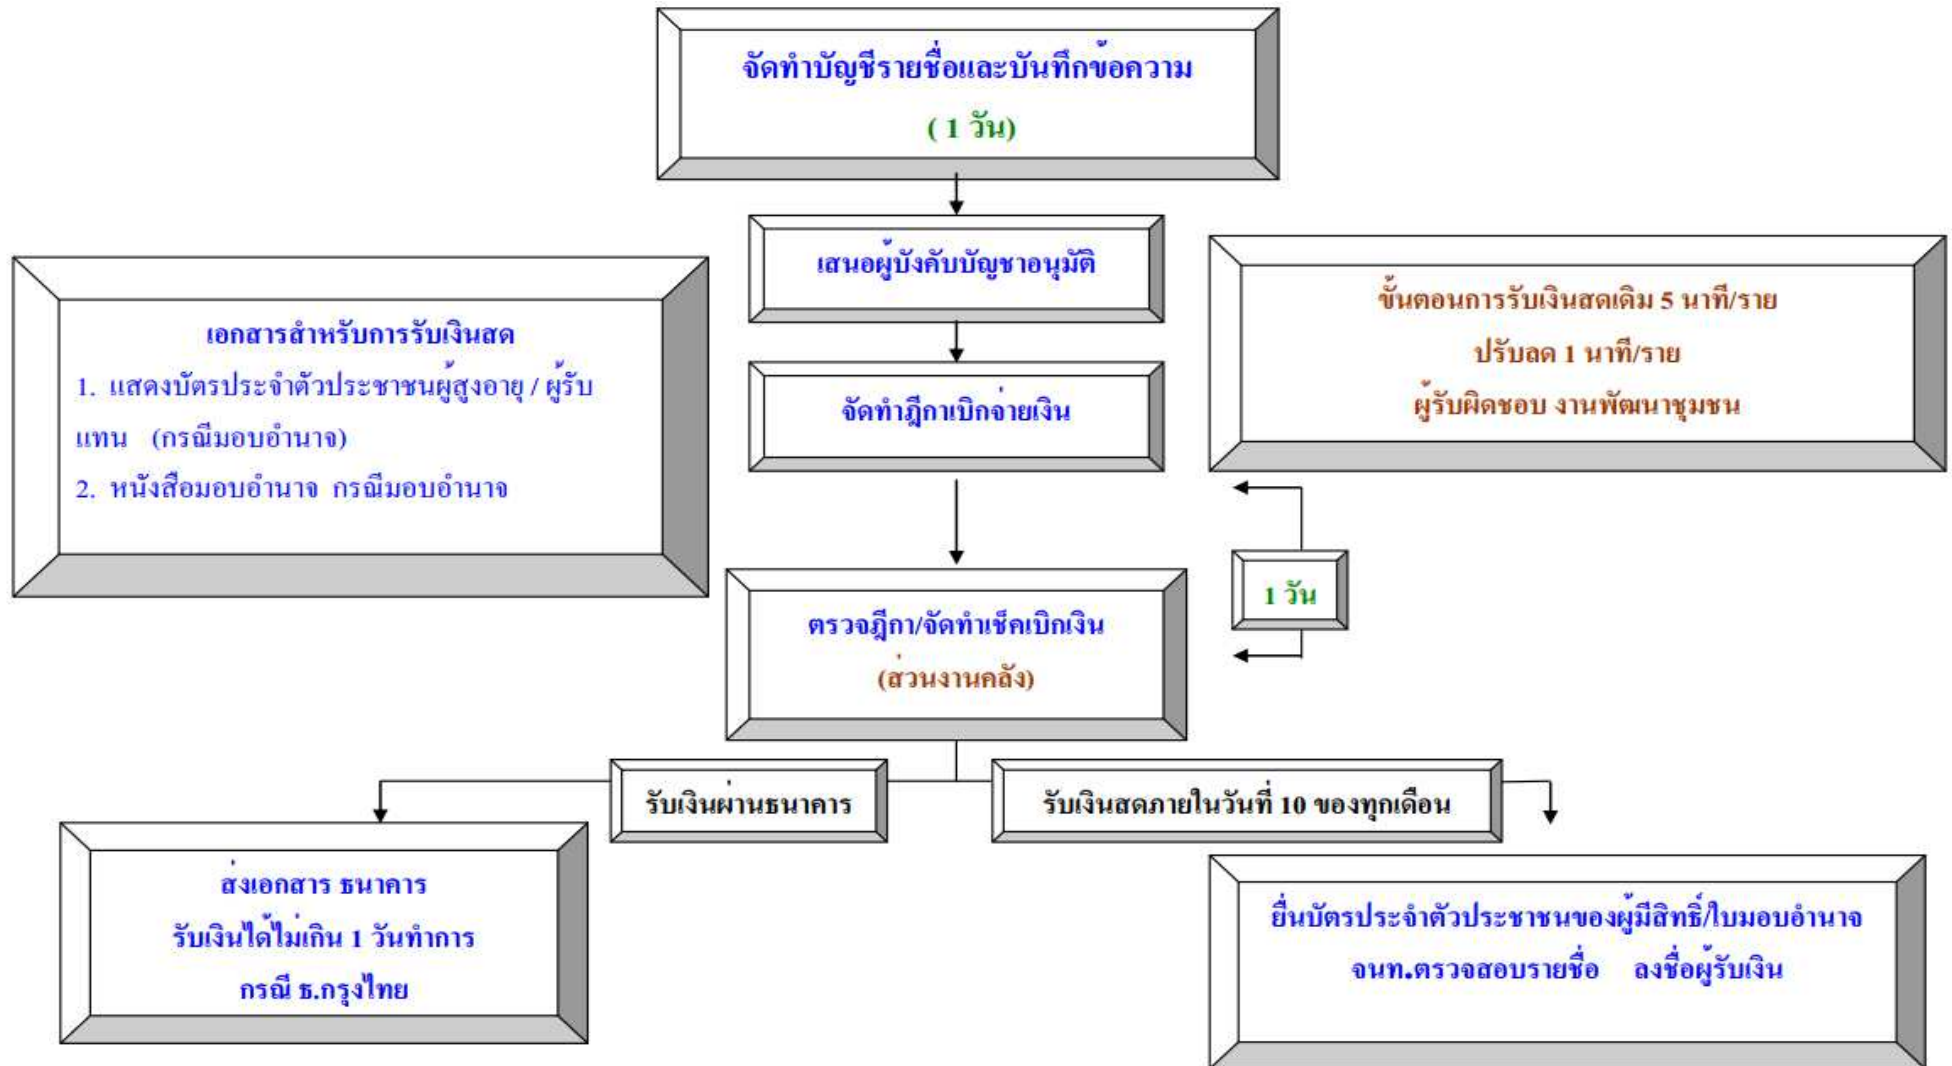 จัดทำบัญชีรายชื่อและบันทึกข้อความ
( 1 วัน)
เสนอผู้บังคับบัญชาอนุมัติ
เอกสารสำหรับการรับเงินสด
1. แสดงบัตรประจำตัวประชาชนผู้สูงอายุ / ผู้รับ
แทน (กรณีมอบอำนาจ)
2. หนังสือมอบอำนาจ กรณีมอบอำนาจ
ขั้นตอนการรับเงินสดเดิม 5 นาที/ราย
ปรับลด 1 นาที/ราย
ผู้รับผิดชอบ งานพัฒนาชุมชน
จัดทำฎีกาเบิกจ่ายเงิน
1 วัน
ตรวจฎีกา/จัดทำเช็คเบิกเงิน
(ส่วนงานคลัง)
รับเงินผ่านธนาคาร
รับเงินสดภายในวันที่ 10 ของทุกเดือน
ส่งเอกสาร ธนาคาร
รับเงินได้ไม่เกิน 1 วันทำการ
กรณี ธ.กรุงไทย
ยื่นบัตรประจำตัวประชาชนของผู้มีสิทธิ์/ใบมอบอำนาจ
จนท.ตรวจสอบรายชื่อ ลงชื่อผู้รับเงิน